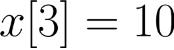 x[3] = 10